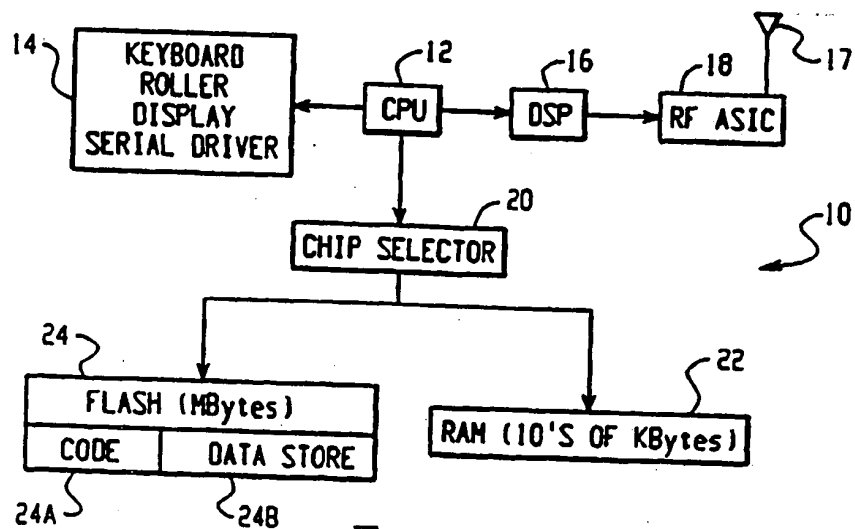 14
KEYBOARD
ROLLER
DISPLAY
SERIAL DRIVER
12
CPU
16
DSP
18
RF ASIC
17
20
CHIP SELECTOR
10
24
FLASH (MBytes)
CODE
DATA STORE
24A
24B
22
RAM (10'S OF KBytes)